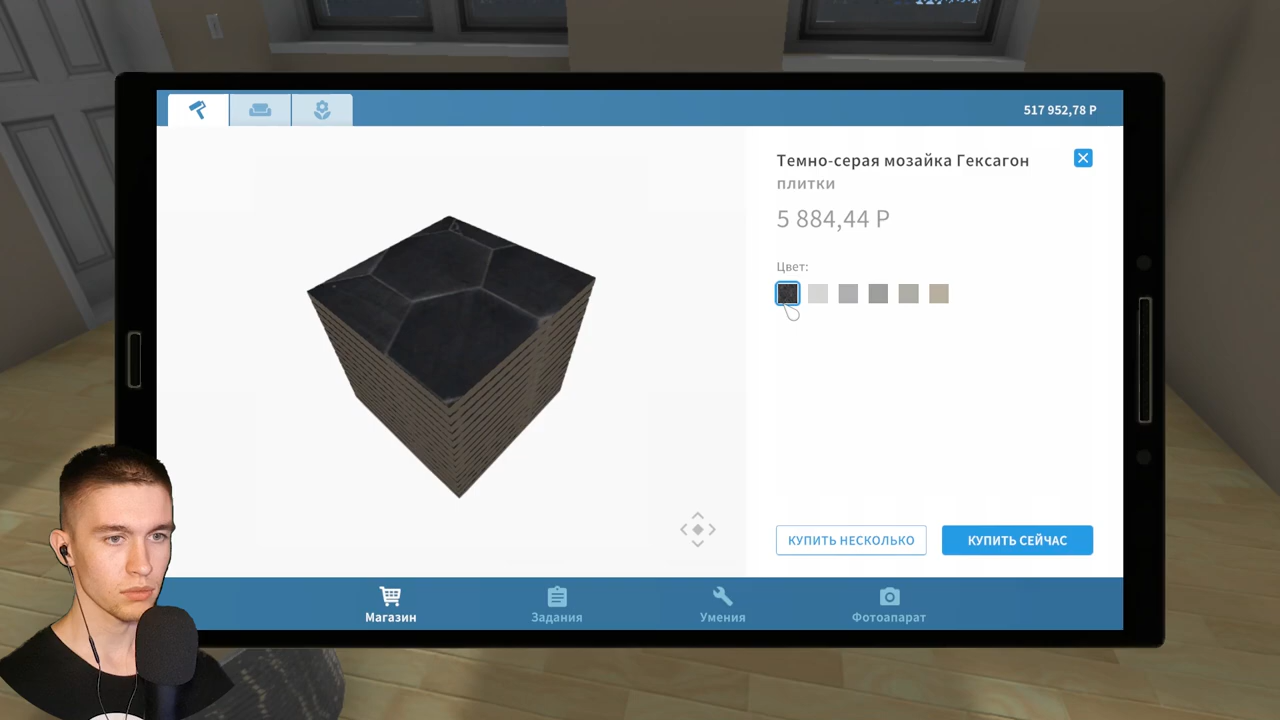 517 952,78 Р
Темно-серая мозайка Гексагон
плитки
5 884,44 Р
Цвет:
КУПИТЬ НЕСКОЛЬКО
КУПИТЬ СЕЙЧАС
Магазин
Задания
Умения
Фотоаппарат